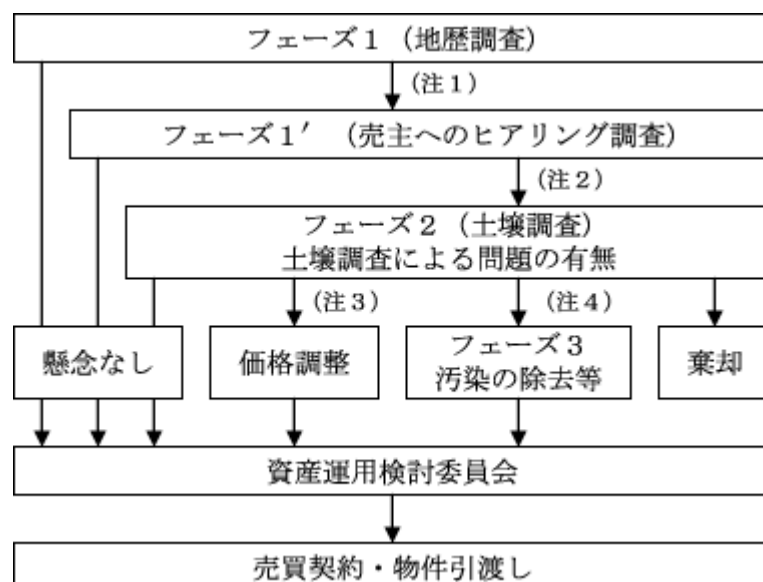 フェーズ1（地歴調査）
(注1)
フェーズ1′（売主へのヒアリング調査）
(注2)
フェーズ2（土壌調査）
土壌調査による問題の有無
(注3)
(注4)
懸念なし
価格調整
フェーズ3
汚染の除去等
棄却
資産運用検討委員会
売買契約・物件引渡し